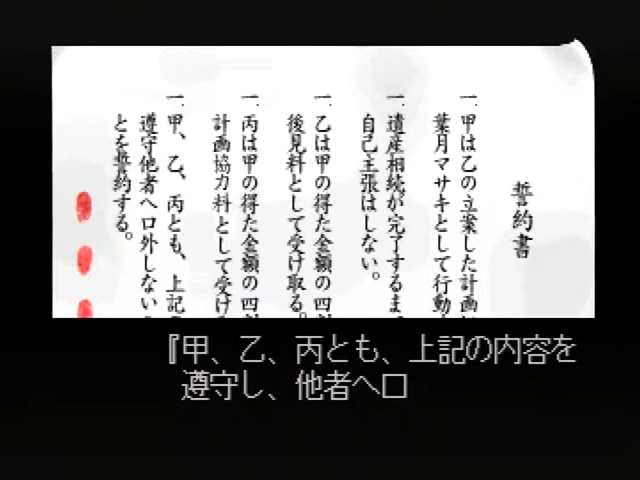 誓約書
一.甲は乙の立案した計画
葉月マサキとして行動
一.遺産相続が完了するま
自己主張はしない。
一.乙は甲の得た金額の四
後見料として受け取る。
一.丙は甲の得た金額の四
計画協力料として受け
一.甲、乙、丙とも、上記
遵守他者へ口外しない
とを誓約する。
『甲、乙、丙とも、上記の内容を
遵守し、他者へ口